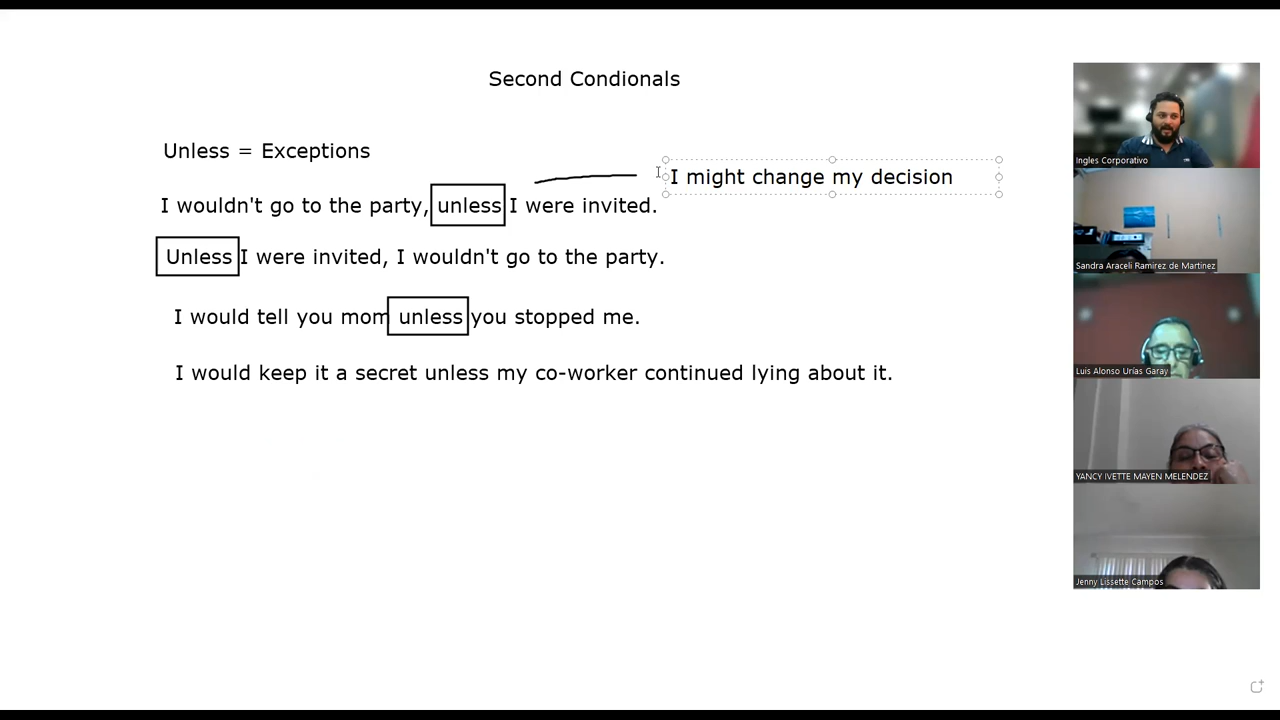 Second Condionals
Unless = Exceptions
I might change my decision
I wouldn't go to the party, unless I were invited.
Unless I were invited, I wouldn't go to the party.
I would tell you mom unless you stopped me.
I would keep it a secret unless my co-worker continued lying about it.
Ingles Corporativo
Sandra Araceli Ramirez de Martinez
Luis Alonso Urías Garay
YANCY IVETTE MAYEN MELENDEZ
Jenny Lissette Campos